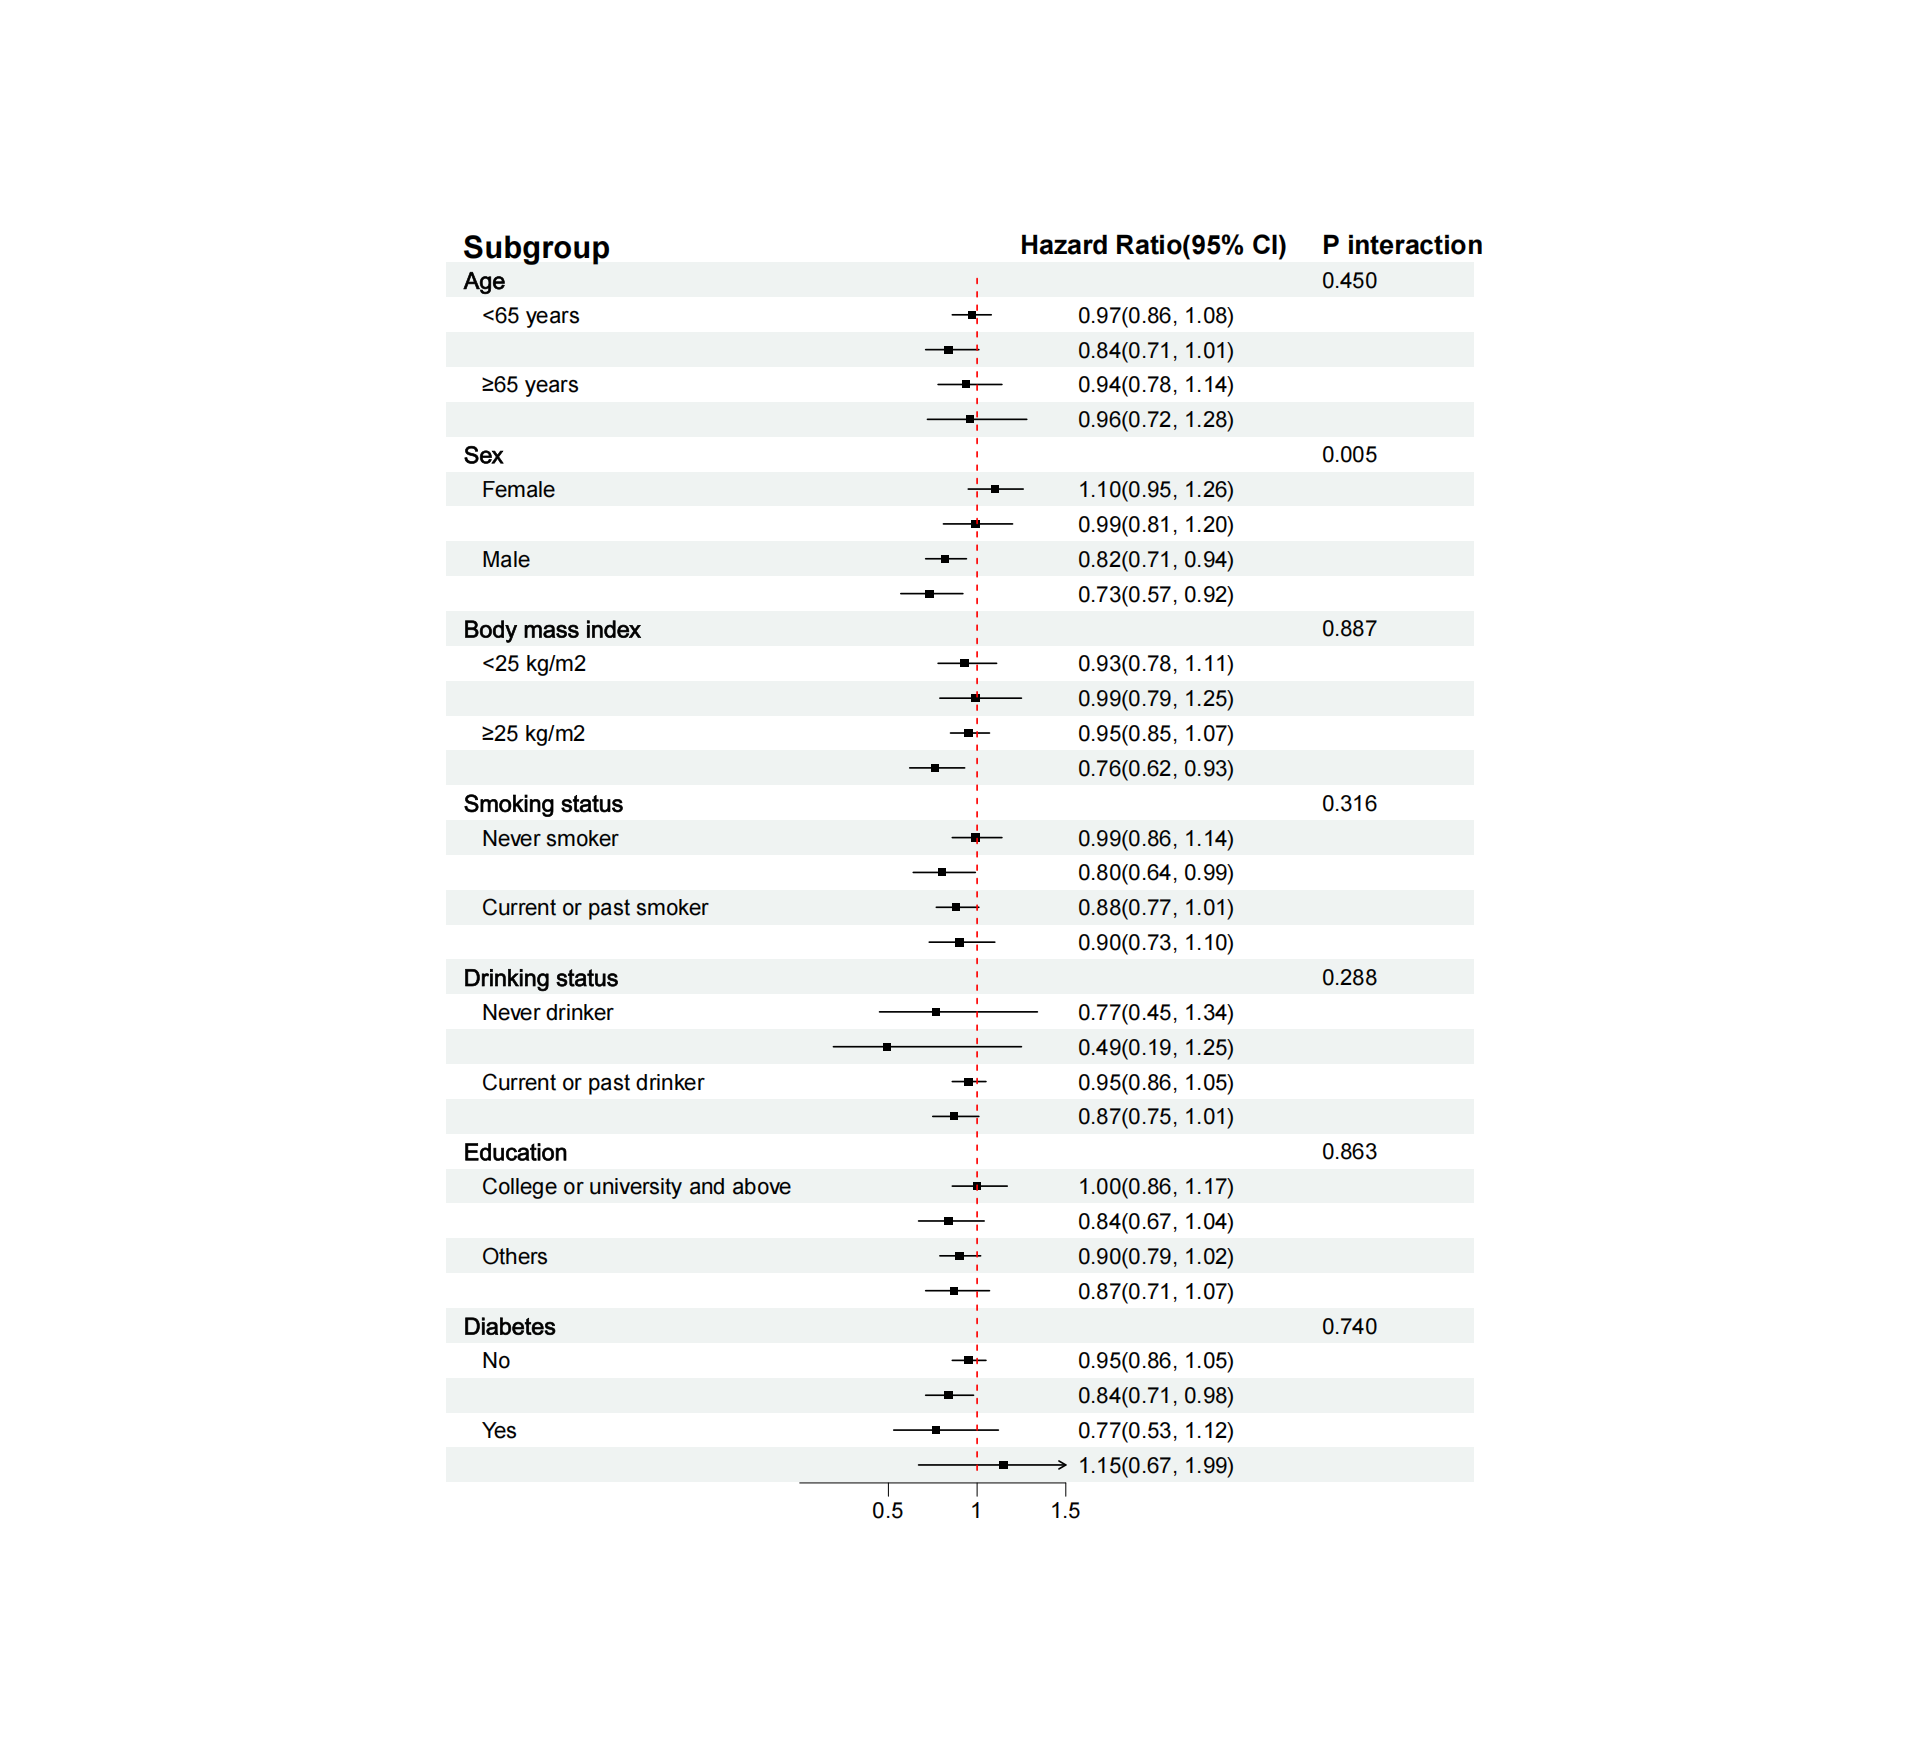 Subgroup Hazard Ratio(95% CI) P interaction
Age 0.450
<65 years 0.97(0.86, 1.08)
0.84(0.71, 1.01)
≥65 years 0.94(0.78, 1.14)
0.96(0.72, 1.28)
Sex 0.005
Female 1.10(0.95, 1.26)
0.99(0.81, 1.20)
Male 0.82(0.71, 0.94)
0.73(0.57, 0.92)
Body mass index 0.887
<25 kg/m2 0.93(0.78, 1.11)
0.99(0.79, 1.25)
≥25 kg/m2 0.95(0.85, 1.07)
0.76(0.62, 0.93)
Smoking status 0.316
Never smoker 0.99(0.86, 1.14)
0.80(0.64, 0.99)
Current or past smoker 0.88(0.77, 1.01)
0.90(0.73, 1.10)
Drinking status 0.288
Never drinker 0.77(0.45, 1.34)
0.49(0.19, 1.25)
Current or past drinker 0.95(0.86, 1.05)
0.87(0.75, 1.01)
Education 0.863
College or university and above 1.00(0.86, 1.17)
0.84(0.67, 1.04)
Others 0.90(0.79, 1.02)
0.87(0.71, 1.07)
Diabetes 0.740
No 0.95(0.86, 1.05)
0.84(0.71, 0.98)
Yes 0.77(0.53, 1.12)
1.15(0.67, 1.99)
0.5 1 1.5